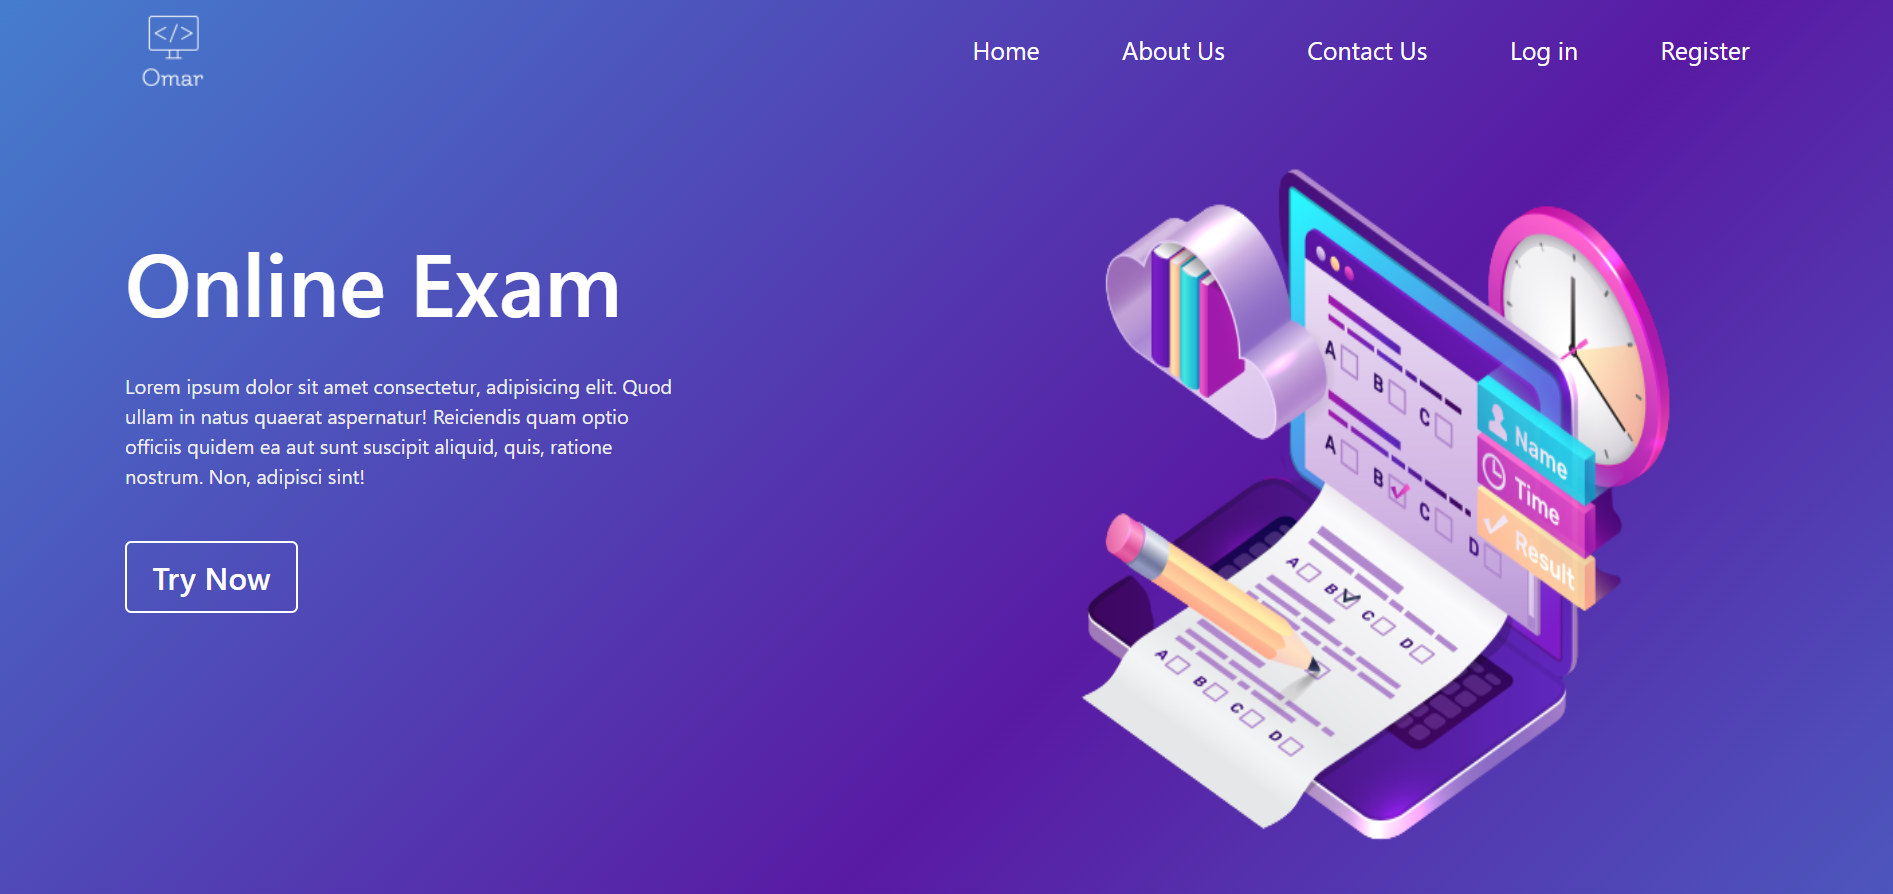 </>
Omar
Home
About Us
Contact Us
Log in
Register
Online Exam
Lorem ipsum dolor sit amet consectetur, adipisicing elit. Quod
ullam in natus quaerat aspernatur! Reiciendis quam optio
officiis quidem ea aut sunt suscipit aliquid, quis, ratione
nostrum. Non, adipisci sint!
Try Now
A
B
C
A
B
C
D
Name
Time
Result
A
B
C
D
A
B
C
D